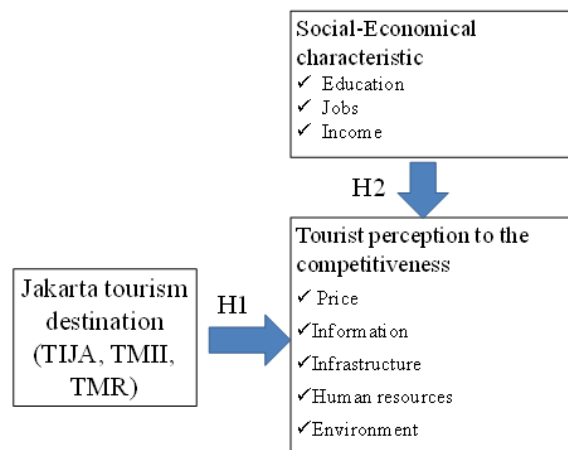 Social-Economical
characteristic
✓ Education
✓ Jobs
✓ Income
H2
Tourist perception to the
competitiveness
✓ Price
✓ Information
✓ Infrastructure
✓ Human resources
✓ Environment
H1
Jakarta tourism
destination
(TIJA, TMII,
TMR)